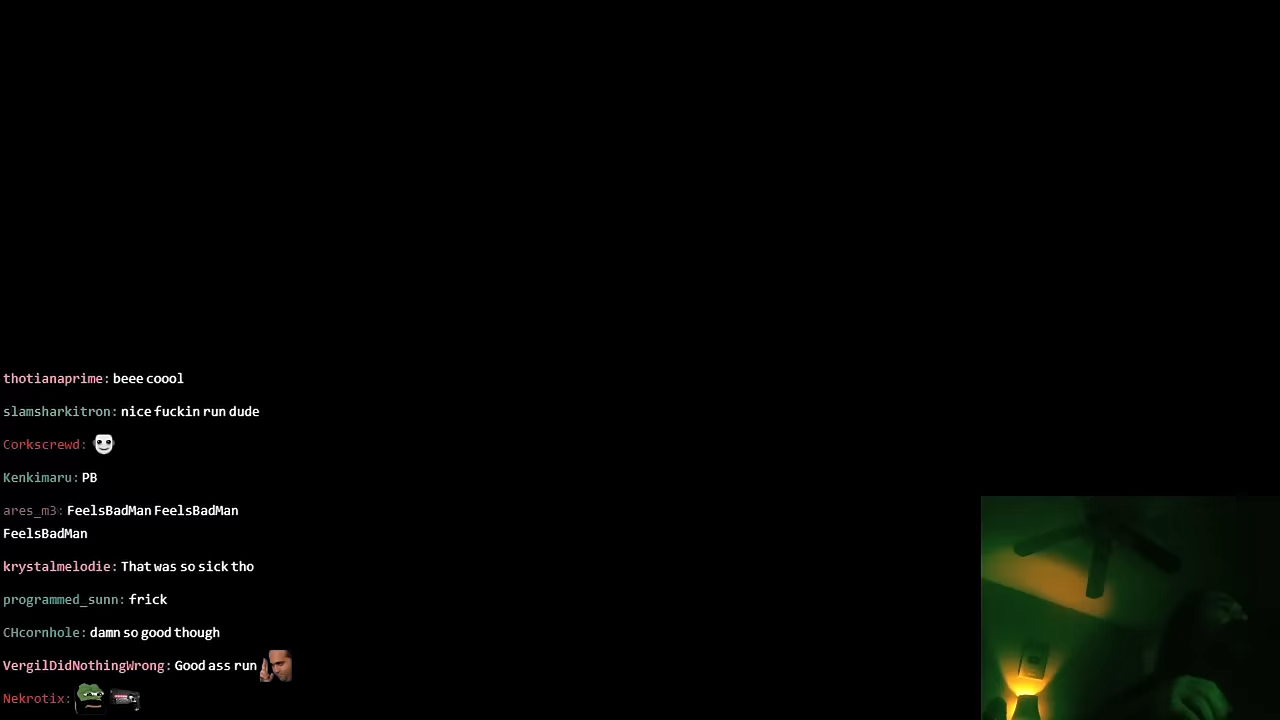 thotianaprime: beee coool
slamsharkitron: nice fuckin run dude
Corkscrewd:
Kenkimaru: PB
ares_m3: FeelsBadMan FeelsBadMan
FeelsBadMan
krystalmelodie: That was so sick tho
programmed_sunn: frick
CHcornhole: damn so good though
VergilDidNothingWrong: Good ass run
Nekrotix: